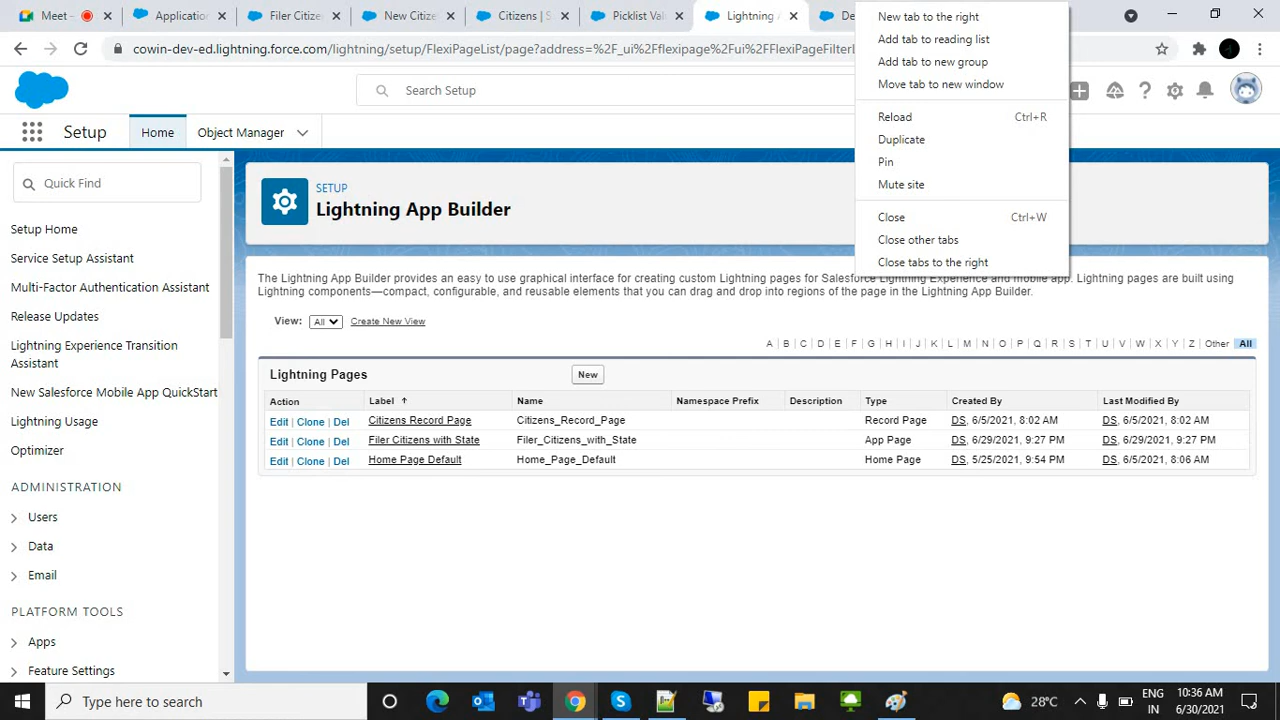 Meet -
Application
Filer Citize
New Citize
Citizens | S
Picklist Val
Lightning A
De
cowin-dev-ed.lightning.force.com/lightning/setup/FlexiPageList/page?address=%2F_ui%2Fflexipage%2Fui%2FFlexiPageFilterL
New tab to the right
Add tab to reading list
Add tab to new group
Move tab to new window
Reload Ctrl+R
Duplicate
Pin
Mute site
Close Ctrl+W
Close other tabs
Close tabs to the right
Search Setup
Setup
Home
Object Manager
Quick Find
Setup Home
Service Setup Assistant
Multi-Factor Authentication Assistant
Release Updates
Lightning Experience Transition
Assistant
New Salesforce Mobile App QuickStart
Lightning Usage
Optimizer
ADMINISTRATION
Users
Data
Email
PLATFORM TOOLS
Apps
Feature Settings
SETUP
Lightning App Builder
The Lightning App Builder provides an easy to use graphical interface for creating custom Lightning pages for Salesforce Lightning Experience and mobile app. Lightning pages are built using
Lightning components—compact, configurable, and reusable elements that you can drag and drop into regions of the page in the Lightning App Builder.
View: All Create New View
A B C D E F G H I J K L M N O P Q R S T U V W X Y Z Other All
Lightning Pages New
Action Label Name Namespace Prefix Description Type Created By Last Modified By
Edit | Clone | Del Citizens Record Page Citizens_Record_Page Record Page DS, 6/5/2021, 8:02 AM DS, 6/5/2021, 8:02 AM
Edit | Clone | Del Filer Citizens with State Filer_Citizens_with_State App Page DS, 6/29/2021, 9:27 PM DS, 6/29/2021, 9:27 PM
Edit | Clone | Del Home Page Default Home_Page_Default Home Page DS, 5/25/2021, 9:54 PM DS, 6/5/2021, 8:06 AM
Type here to search
28°C
ENG
IN
10:36 AM
6/30/2021